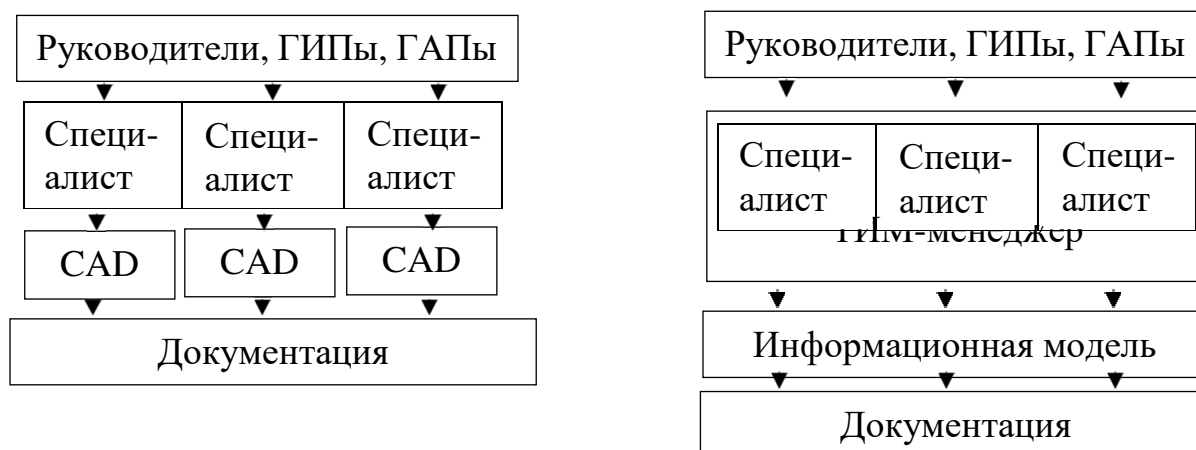 Руководители, ГИПы, ГАПы
Специ-
алист
Специ-
алист
Специ-
алист
CAD
CAD
CAD
Документация
Руководители, ГИПы, ГАПы
Специ-
алист
Специ-
алист
Специ-
алист
ТИМ-менеджер
Информационная модель
Документация